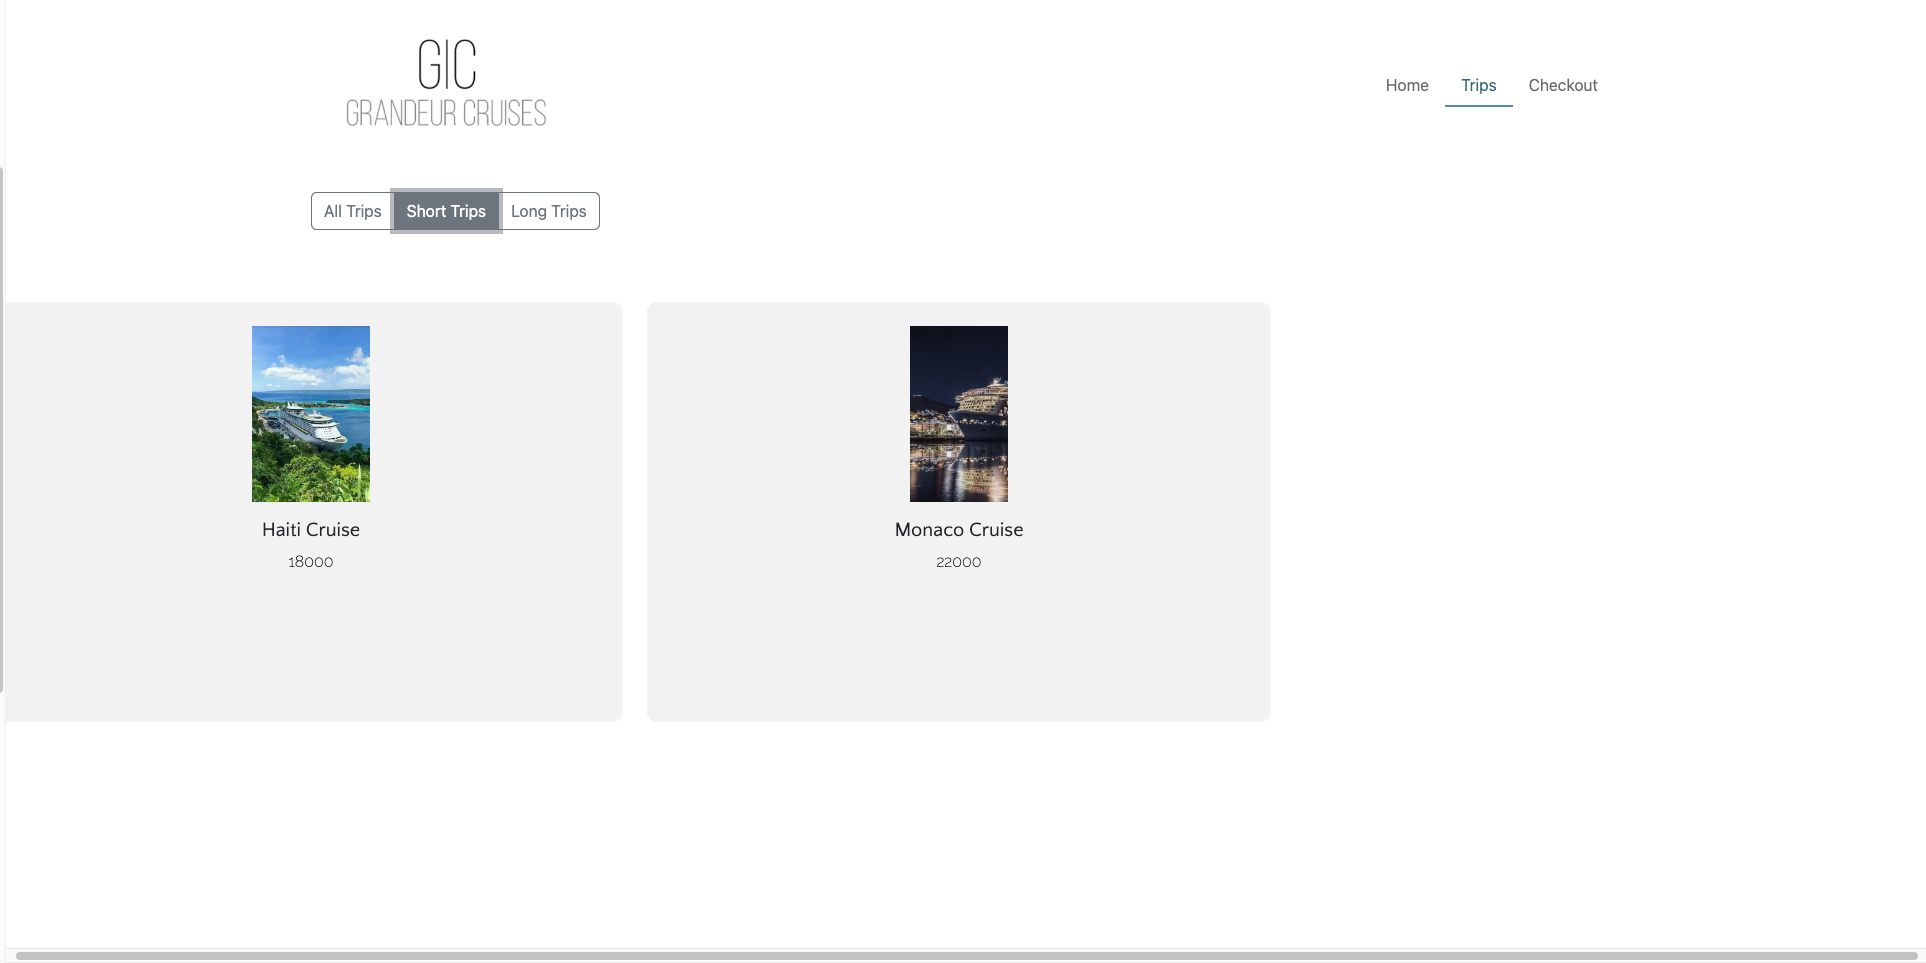 GIC
GRANDEUR CRUISES
Home Trips Checkout
All Trips Short Trips Long Trips
Haiti Cruise
18000
Monaco Cruise
22000